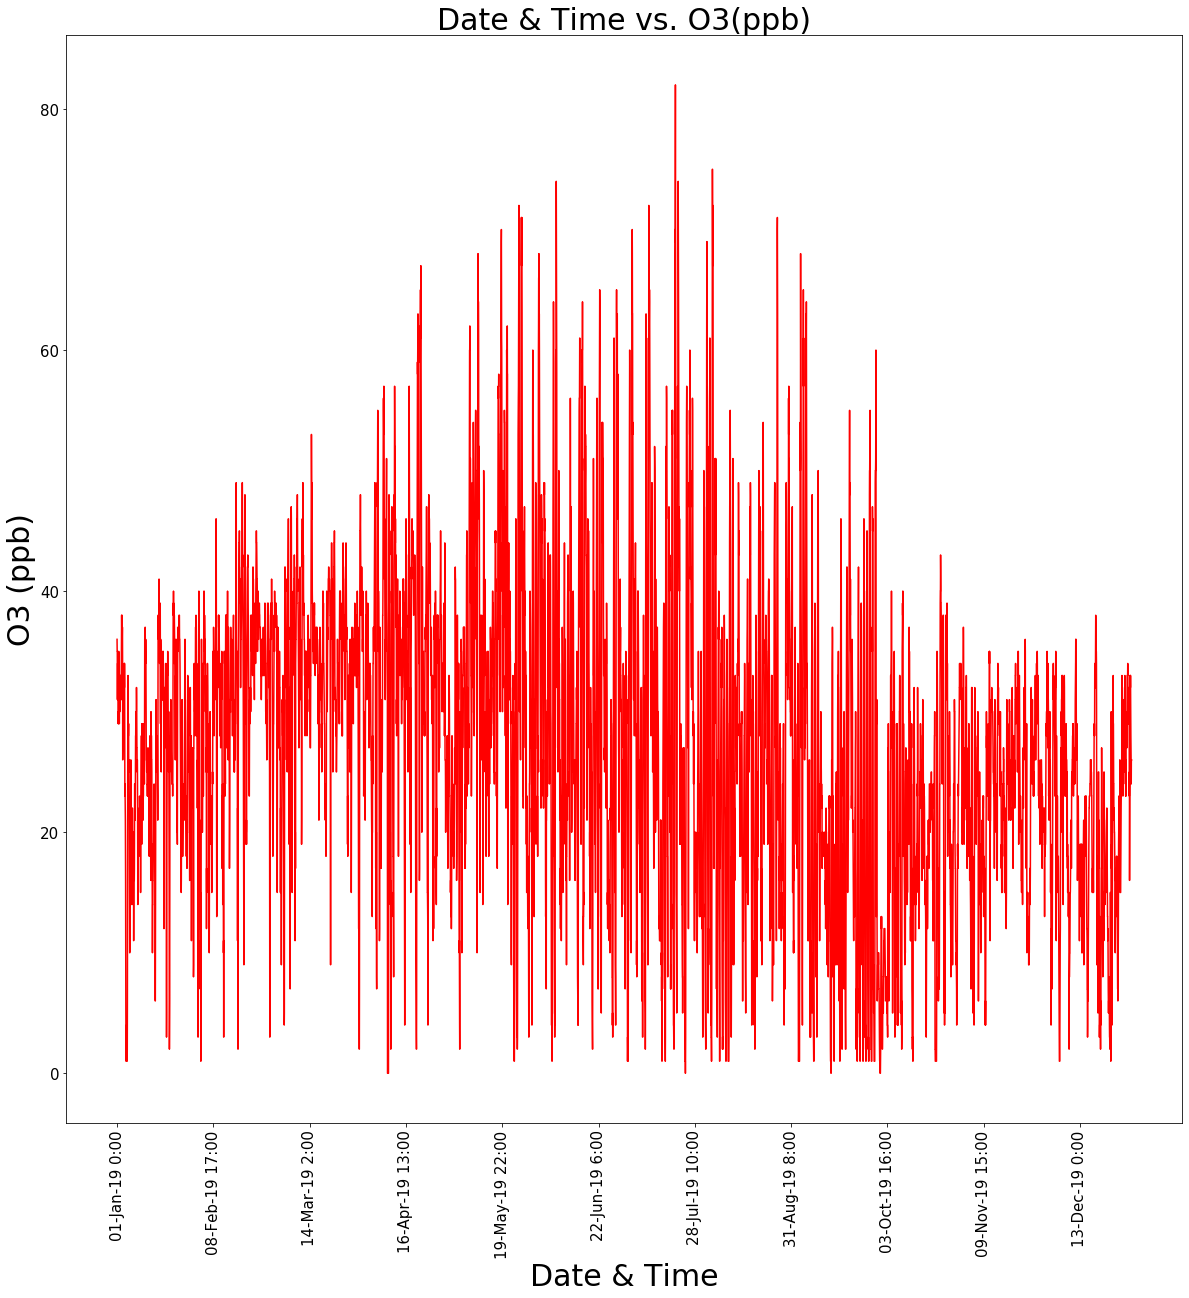 Date & Time vs. O3(ppb)
O3 (ppb)
80
60
40
20
0
01-Jan-19 0:00
08-Feb-19 17:00
14-Mar-19 2:00
16-Apr-19 13:00
19-May-19 22:00
22-Jun-19 6:00
28-Jul-19 10:00
31-Aug-19 8:00
03-Oct-19 16:00
09-Nov-19 15:00
13-Dec-19 0:00
Date & Time